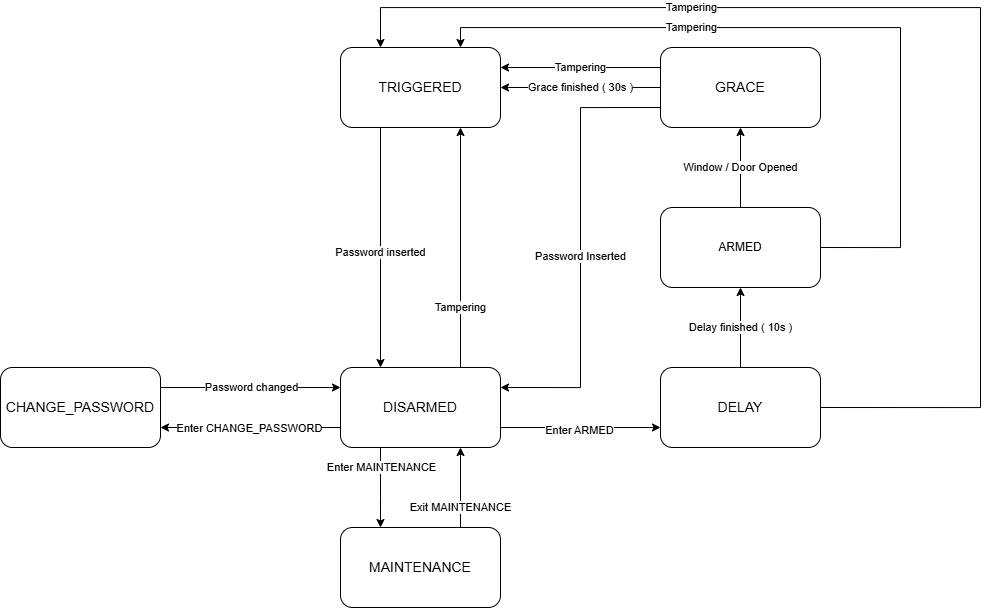 Tampering
Tampering
TRIGGERED
Tampering
Grace finished ( 30s )
GRACE
Window / Door Opened
Password inserted
Password Inserted
ARMED
Tampering
Delay finished ( 10s )
CHANGE_PASSWORD
Password changed
Enter CHANGE_PASSWORD
DISARMED
Enter ARMED
DELAY
Enter MAINTENANCE
Exit MAINTENANCE
MAINTENANCE